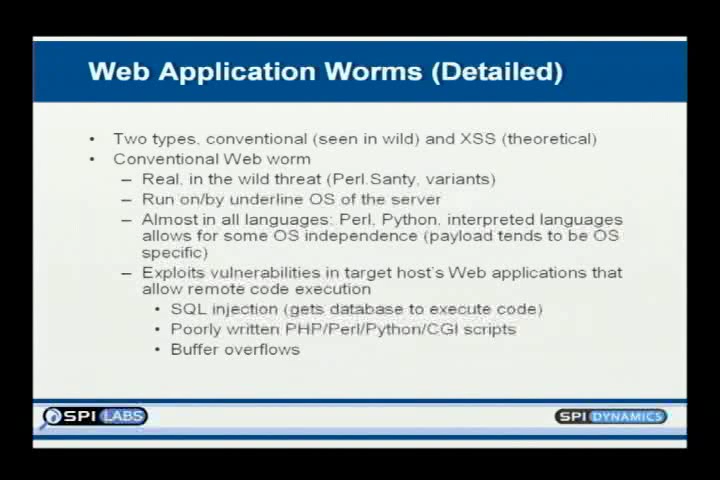 Web Application Worms (Detailed)
• Two types, conventional (seen in wild) and XSS (theoretical)
• Conventional Web worm
– Real, in the wild threat (Perl.Santy, variants)
– Run on/by underline OS of the server
– Almost in all languages: Perl, Python, interpreted languages
allows for some OS independence (payload tends to be OS
specific)
– Exploits vulnerabilities in target host's Web applications that
allow remote code execution
• SQL injection (gets database to execute code)
• Poorly written PHP/Perl/Python/CGI scripts
• Buffer overflows
SPI LABS
SPI DYNAMICS